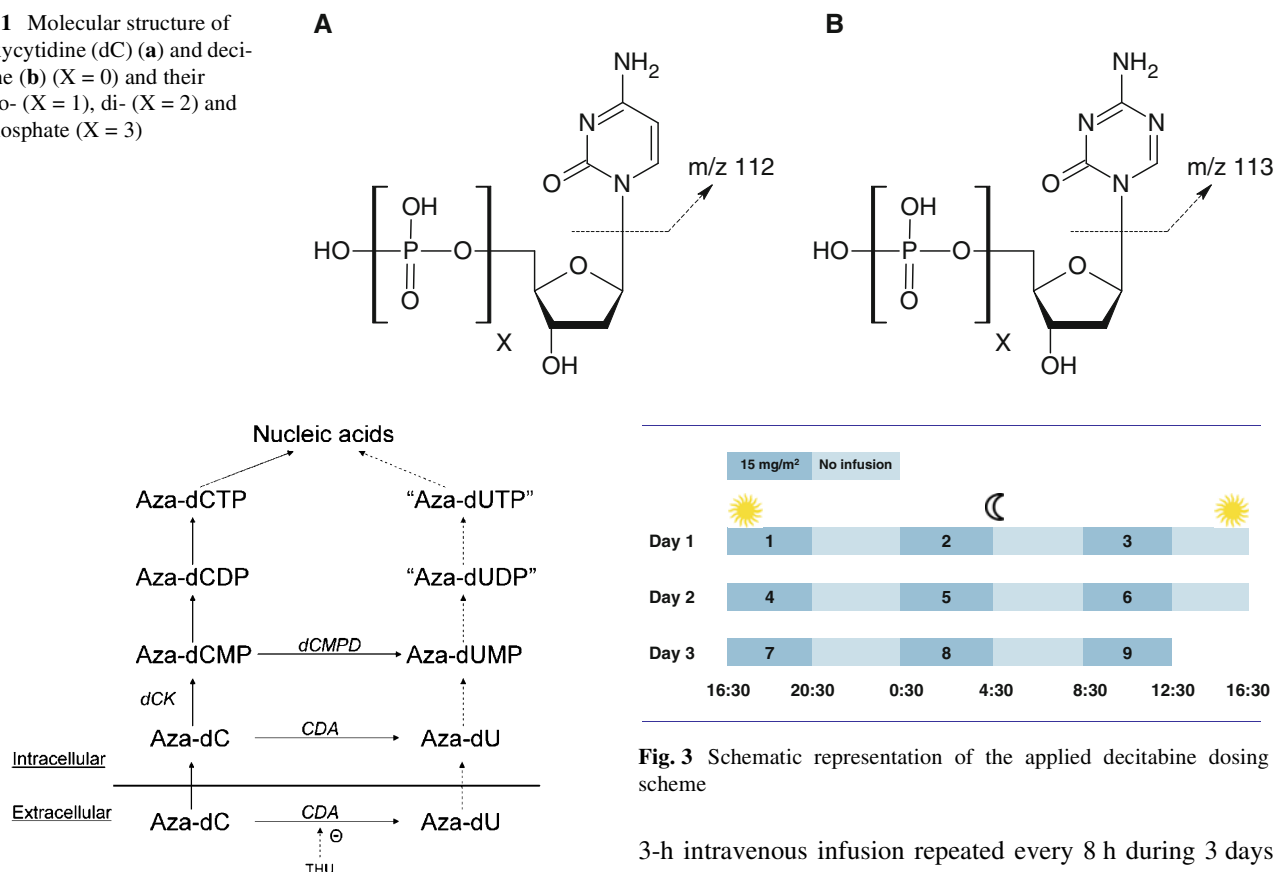 1 Molecular structure of
lycytidine (dC) (a) and deci-
ne (b) (X = 0) and their
o- (X = 1), di- (X = 2) and
osphate (X = 3)
A
NH2
N
N
O
m/z 112
OH
HO
P
O
O
O
X
OH
B
NH2
N
N
N
O
m/z 113
OH
HO
P
O
O
O
X
OH
Nucleic acids
Aza-dCTP
“Aza-dUTP”
Aza-dCDP
“Aza-dUDP”
Aza-dCMP
dCMPD
Aza-dUMP
dCK
Aza-dC
CDA
Aza-dU
Intracellular
Extracellular
Aza-dC
CDA
Aza-dU
Θ
THU
15 mg/m2 No infusion
Day 1 1 2 3
Day 2 4 5 6
Day 3 7 8 9
16:30 20:30 0:30 4:30 8:30 12:30 16:30
Fig. 3 Schematic representation of the applied decitabine dosing
scheme
3-h intravenous infusion repeated every 8 h during 3 days